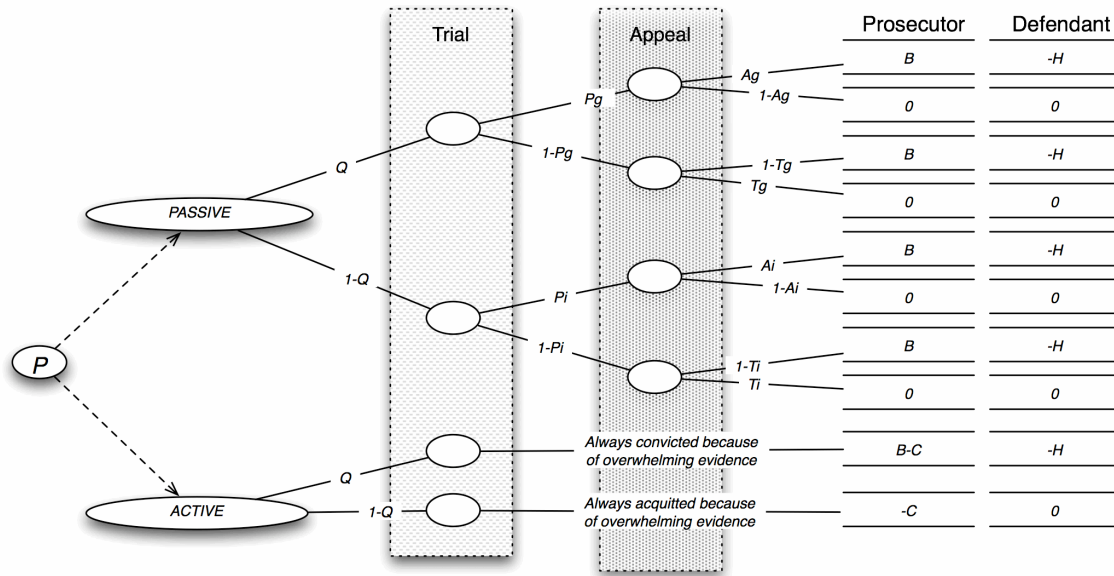 Trial
Appeal
Prosecutor Defendant
Ag B -H
Pg
1-Ag 0 0
1-Pg
1-Tg B -H
Q
Tg 0 0
PASSIVE
Ai B -H
1-Q
Pi
1-Ai 0 0
1-Pi
1-Ti B -H
P
Ti 0 0
Always convicted because
of overwhelming evidence
B-C -H
Q
ACTIVE
1-Q
Always acquitted because
of overwhelming evidence
-C 0